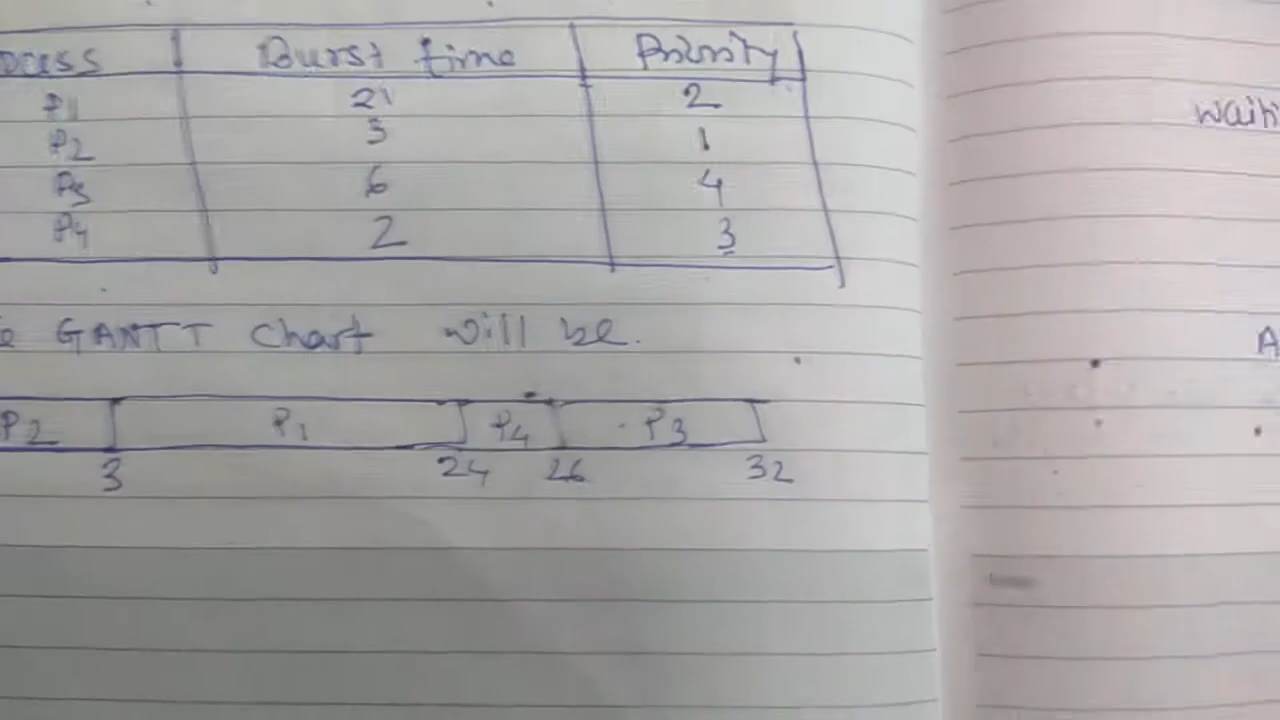 ocess Burst time Priority
P1 21 2
P2 3 1
P3 6 4
P4 2 3
e GANTT chart will be.
P2 P1 P4 P3
3 24 26 32
waiti
A